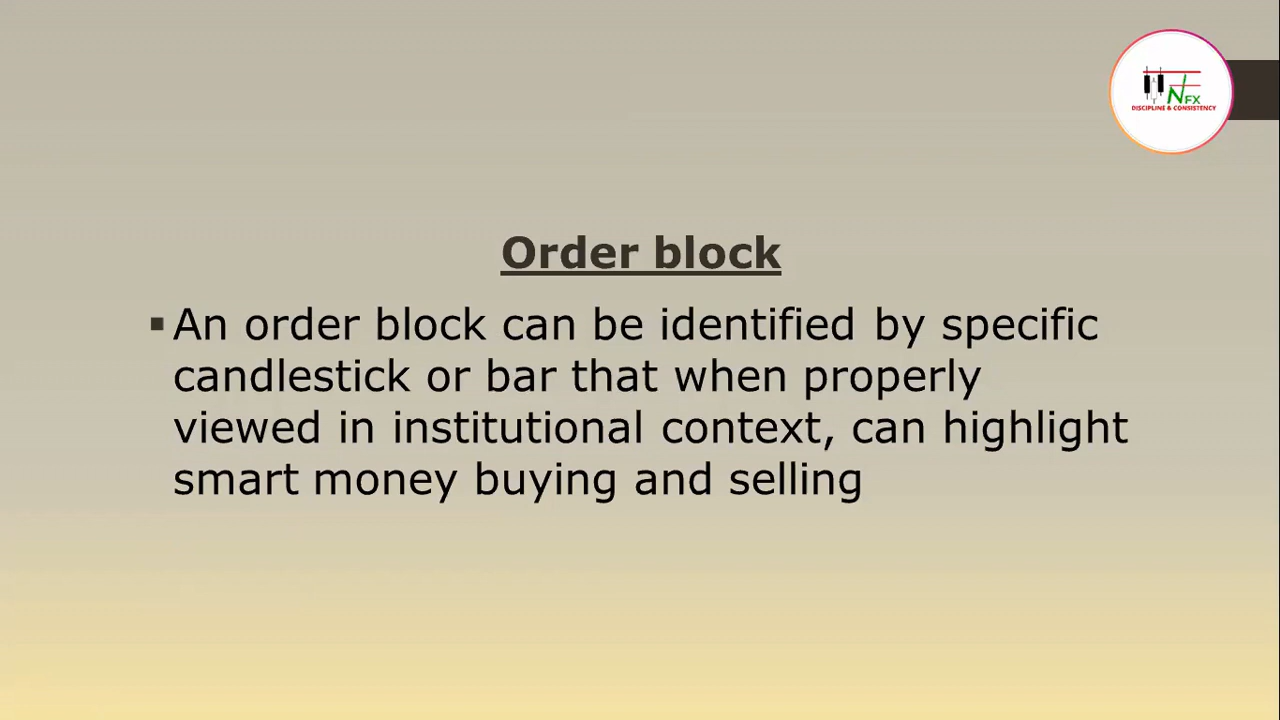 NFX
DISCIPLINE & CONSISTENCY
Order block
▪An order block can be identified by specific
candlestick or bar that when properly
viewed in institutional context, can highlight
smart money buying and selling